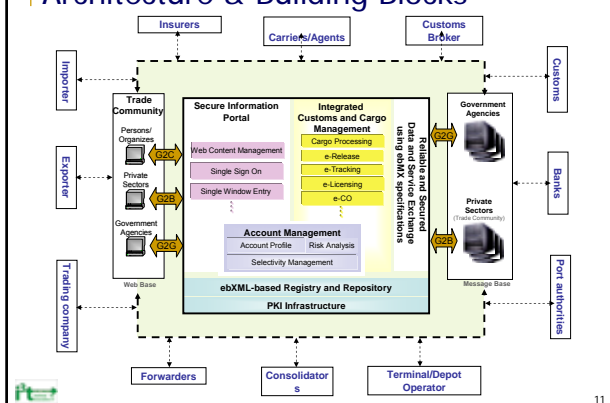 Architecture & Building Blocks
Insurers
Carriers/Agents
Customs
Broker
Importer
Exporter
Trading company
Customs
Banks
Port authorities
Trade
Community
Persons/
Organizes
Private
Sectors
Government
Agencies
Web Base
G2C
G2B
G2G
Secure Information
Portal
Web Content Management
Single Sign On
Single Window Entry
Integrated
Customs and Cargo
Management
Cargo Processing
e-Release
e-Tracking
e-Licensing
e-CO
Account Management
Account Profile
Risk Analysis
Selectivity Management
ebXML-based Registry and Repository
PKI Infrastructure
Reliable and Secured
Data and Service Exchange
using ebMX specifications
G2G
G2B
Government
Agencies
Private
Sectors
(Trade Community)
Message Base
Forwarders
Consolidator
s
Terminal/Depot
Operator
11